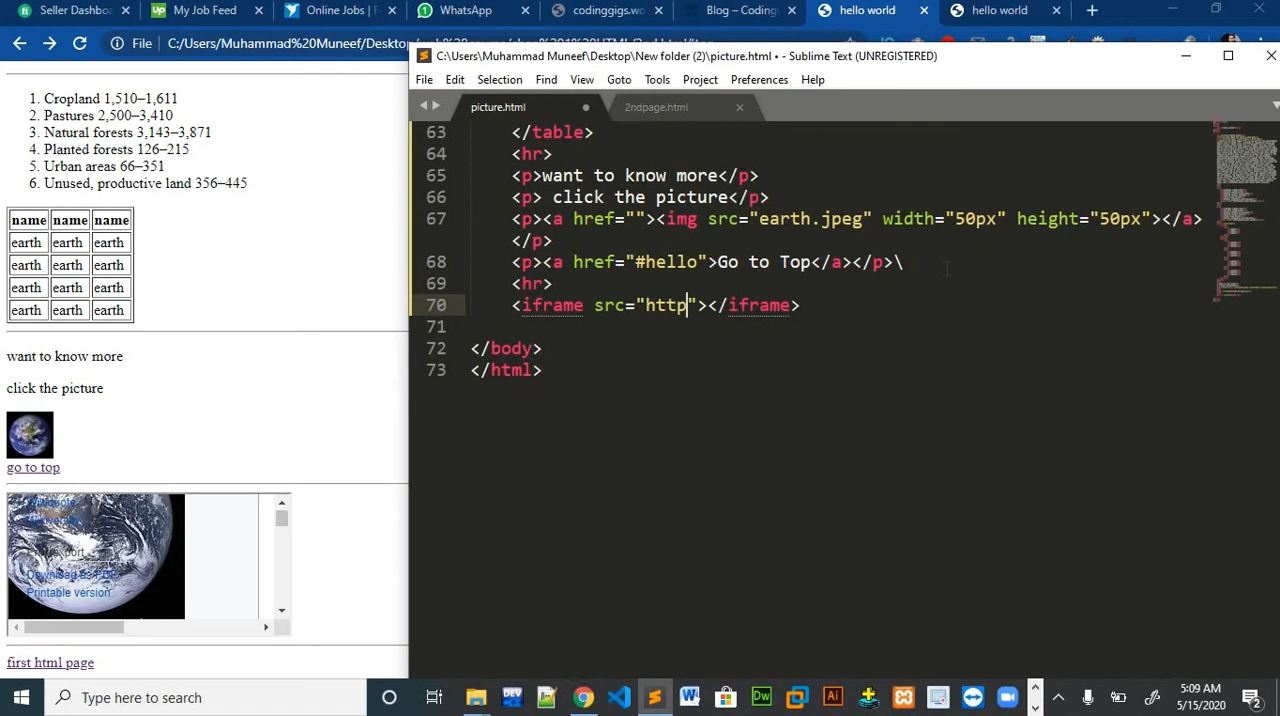 Seller Dashboa
My Job Feed
Online Jobs | F
WhatsApp
codinggigs.word
Blog – Coding
hello world
hello world
File
C:/Users/Muhammad%20Muneef/Desktop
C:\Users\Muhammad Muneef\Desktop\New folder (2)\picture.html • - Sublime Text (UNREGISTERED)
File Edit Selection Find View Goto Tools Project Preferences Help
picture.html
2ndpage.html
1. Cropland 1,510–1,611
2. Pastures 2,500–3,410
3. Natural forests 3,143–3,871
4. Planted forests 126–215
5. Urban areas 66–351
6. Unused, productive land 356–445
name name name
earth earth earth
earth earth earth
earth earth earth
earth earth earth
want to know more
click the picture
go to top
Download as PDF
Printable version
first html page
63 </table>
64 <hr>
65 <p>want to know more</p>
66 <p> click the picture</p>
67 <p><a href=""><img src="earth.jpeg" width="50px" height="50px"></a>
</p>
68 <p><a href="#hello">Go to Top</a></p>\
69 <hr>
70 <iframe src="http"></iframe>
71
72 </body>
73 </html>
Type here to search
5:09 AM
5/15/2020